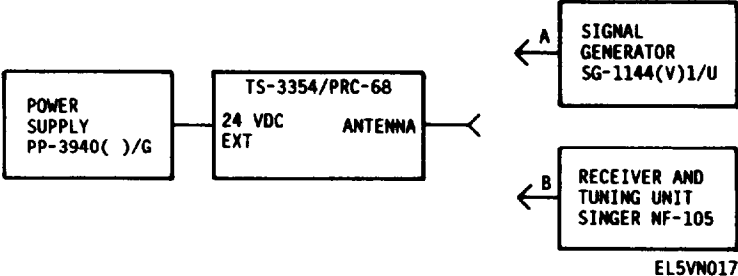 POWER
SUPPLY
PP-3940( )/G
TS-3354/PRC-68
24 VDC
EXT
ANTENNA
A
SIGNAL
GENERATOR
SG-1144(V)1/U
B
RECEIVER AND
TUNING UNIT
SINGER NF-105
EL5VN017